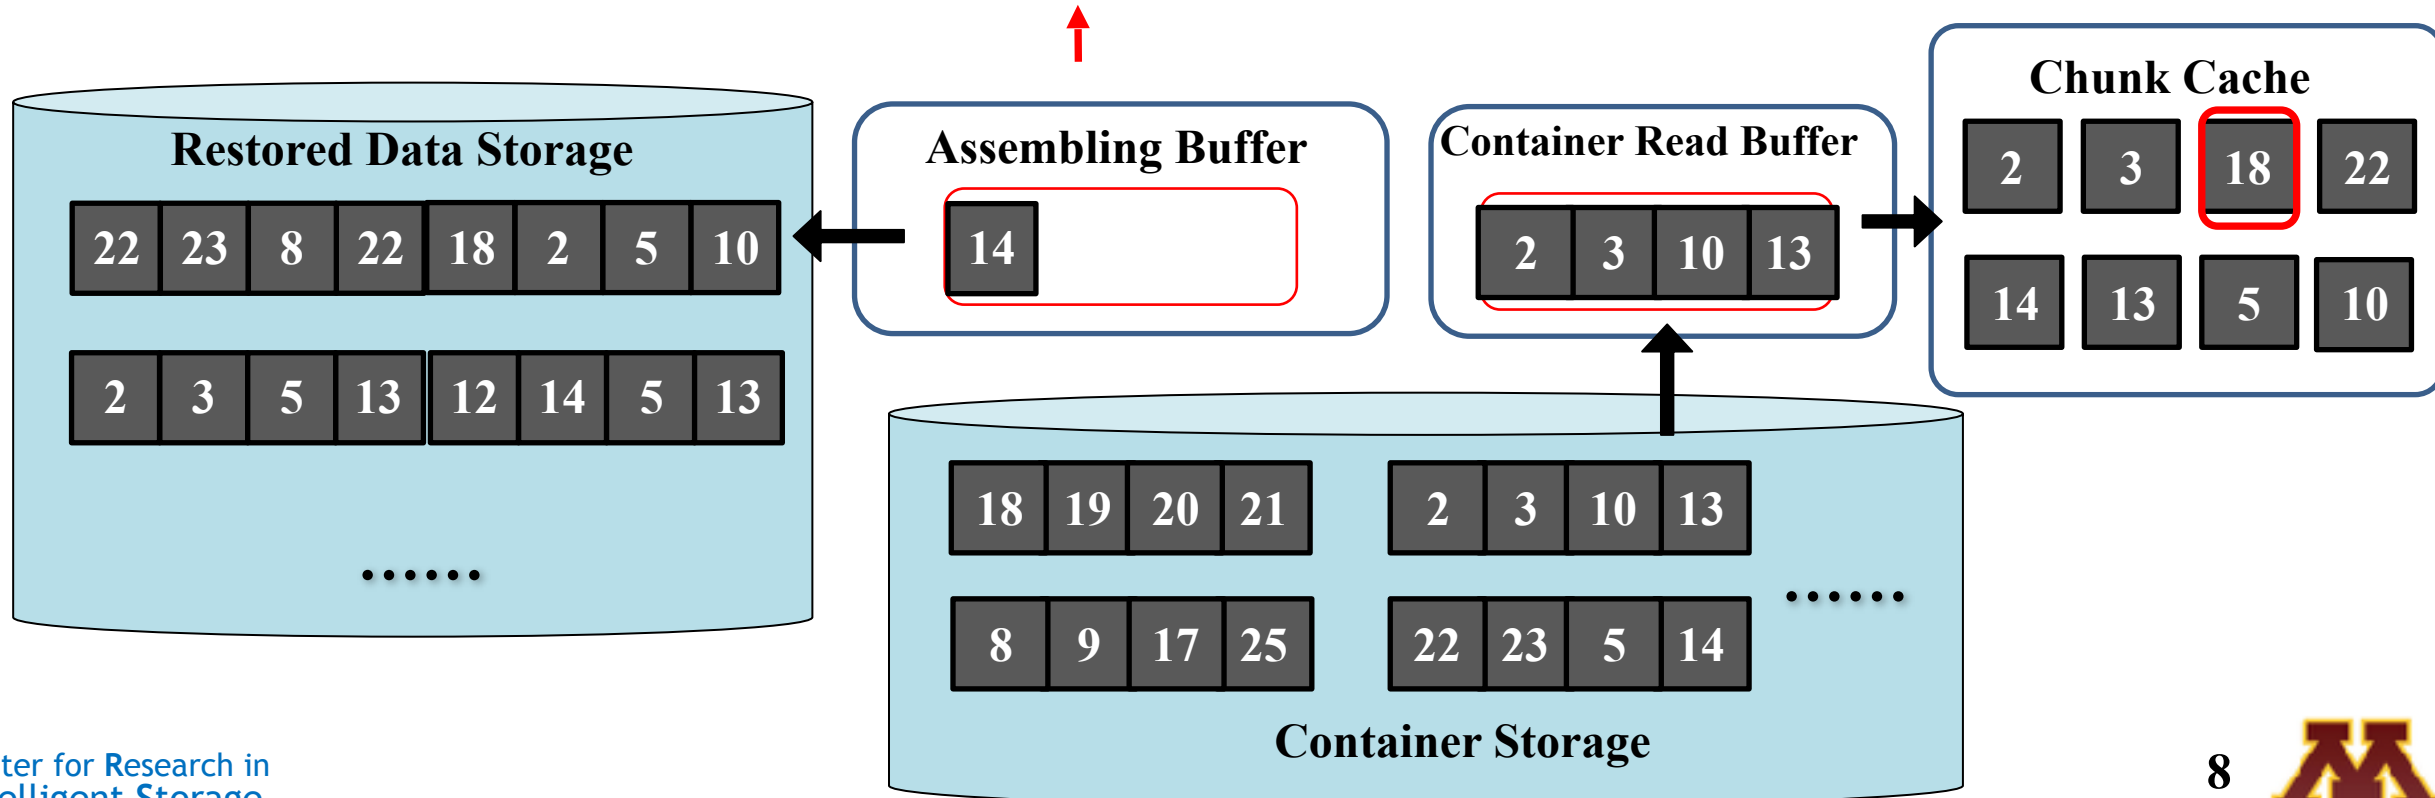 Restored Data Storage
22 23 8 22 18 2 5 10
2 3 5 13 12 14 5 13
......
Assembling Buffer
14
Container Read Buffer
2 3 10 13
Chunk Cache
2 3 18 22
14 13 5 10
18 19 20 21 2 3 10 13
8 9 17 25 22 23 5 14
......
Container Storage
ter for Research in
elligent Storage
8